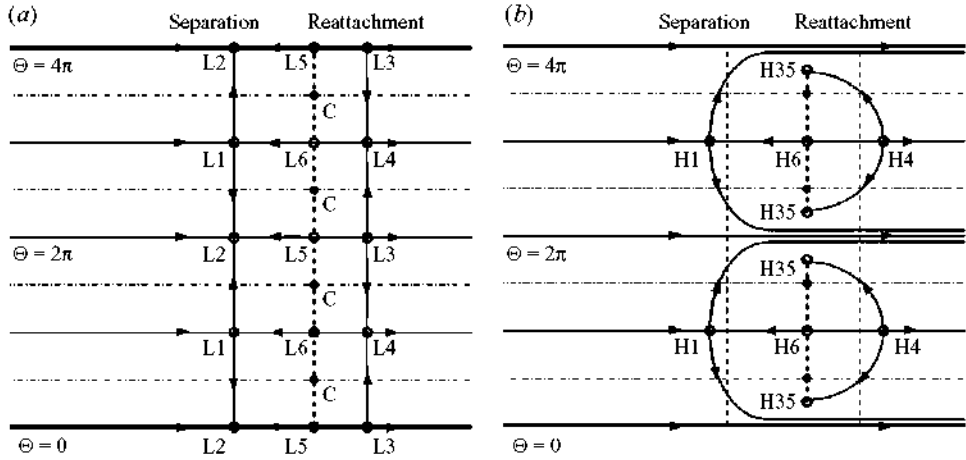 (a) Separation Reattachment
Θ = 4π L2 L5 L3
C
L1 L6 L4
C
Θ = 2π L2 L5 L3
C
L1 L6 L4
C
Θ = 0 L2 L5 L3
(b) Separation Reattachment
Θ = 4π H35
H1 H6 H4
H35
Θ = 2π
H35
H1 H6 H4
H35
Θ = 0